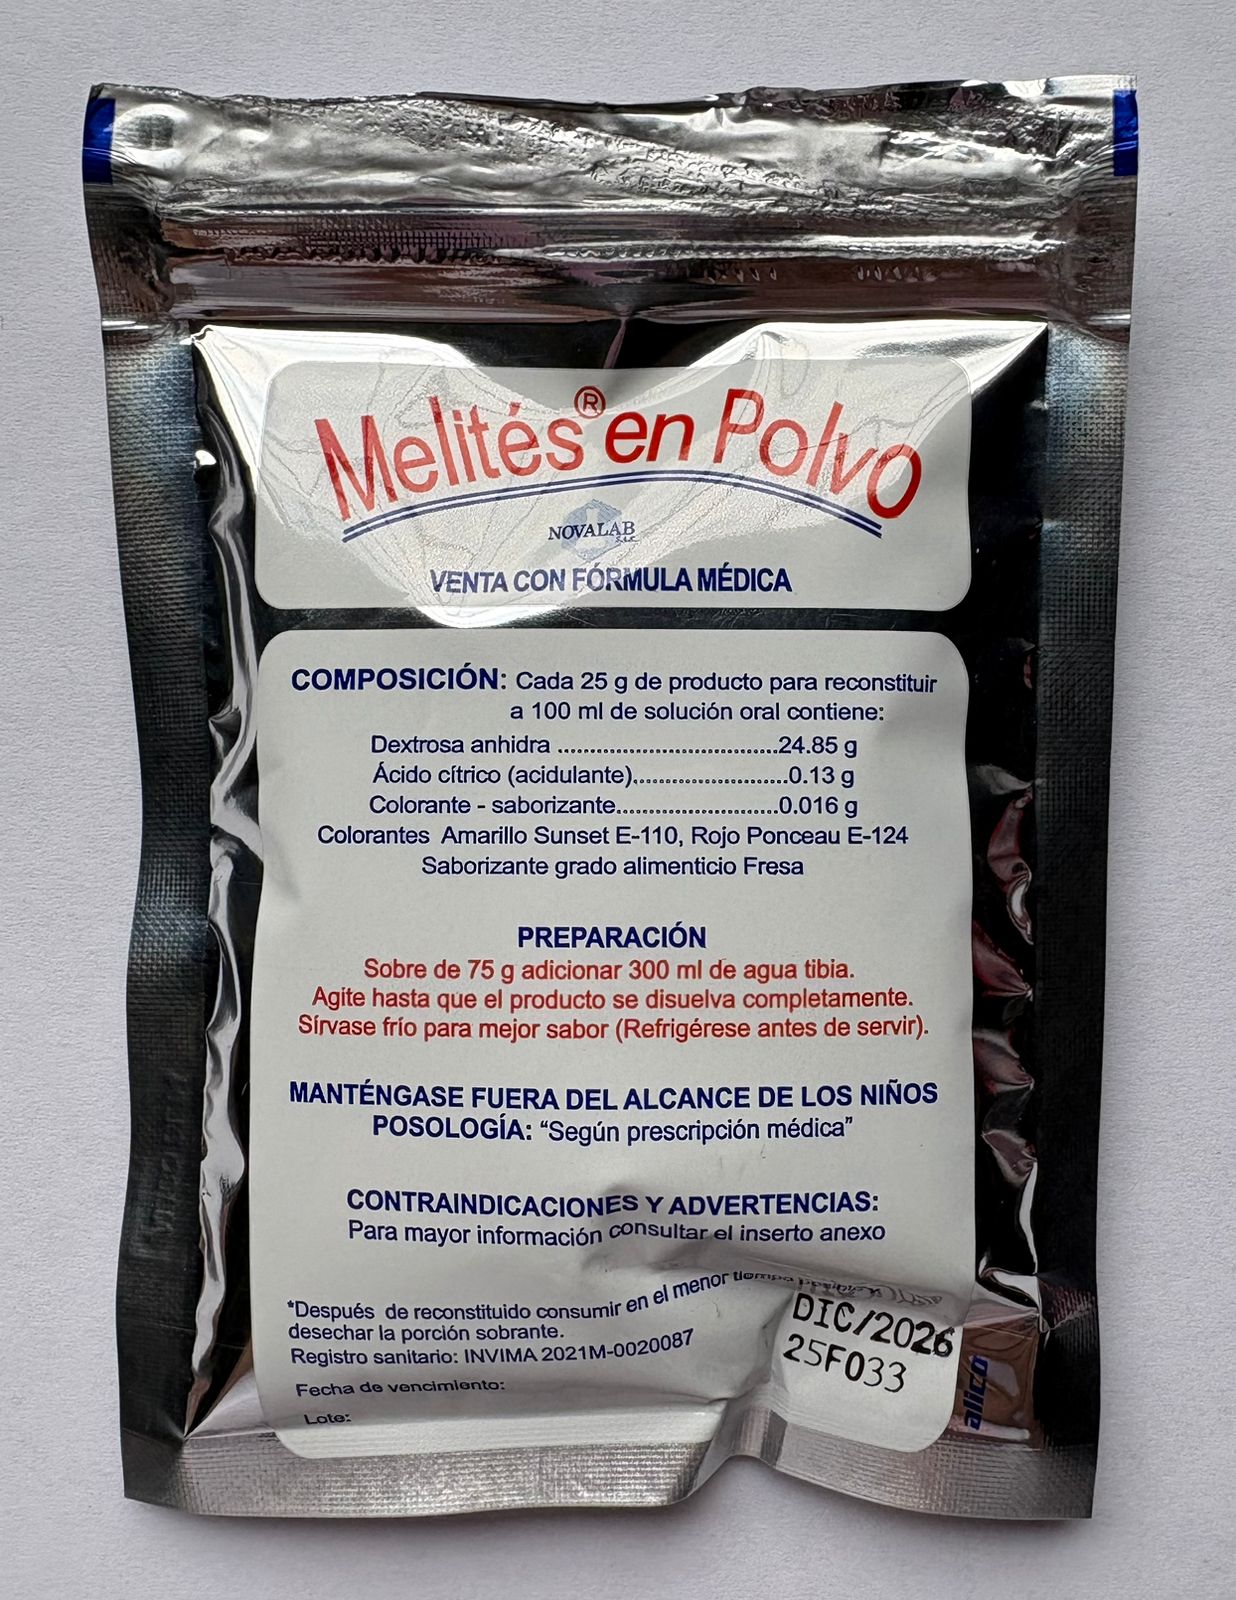 Melités® en Polvo
NOVALAB
S.A.S.
VENTA CON FÓRMULA MÉDICA
COMPOSICIÓN: Cada 25 g de producto para reconstituir
a 100 ml de solución oral contiene:
Dextrosa anhidra ..................................24.85 g
Ácido cítrico (acidulante)........................0.13 g
Colorante - saborizante.........................0.016 g
Colorantes Amarillo Sunset E-110, Rojo Ponceau E-124
Saborizante grado alimenticio Fresa
PREPARACIÓN
Sobre de 75 g adicionar 300 ml de agua tibia.
Agite hasta que el producto se disuelva completamente.
Sírvase frío para mejor sabor (Refrigérese antes de servir).
MANTÉNGASE FUERA DEL ALCANCE DE LOS NIÑOS
POSOLOGÍA: “Según prescripción médica”
CONTRAINDICACIONES Y ADVERTENCIAS:
Para mayor información consultar el inserto anexo
*Después de reconstituido consumir en el menor tiempo
desechar la porción sobrante.
Registro sanitario: INVIMA 2021M-0020087
Fecha de vencimiento:
DIC/2026
Lote:
25F033
alico